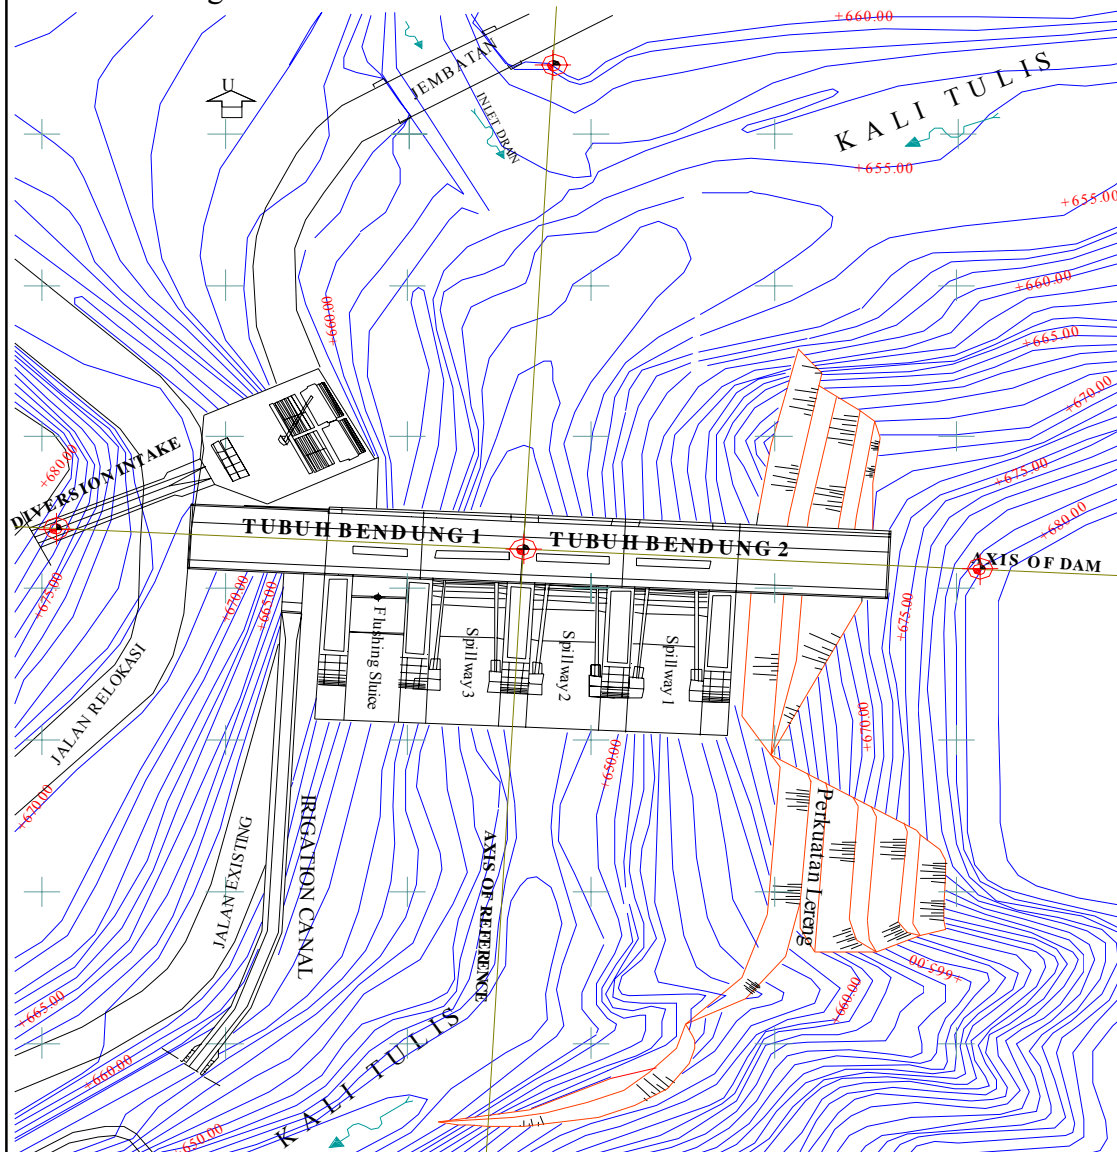 g
+660.00
JEMBATAN
KALI TULIS
U
INLET DRAIN
+655.00
+655.00
+660.00
+660.00
+665.00
+670.00
+680.00
DIVERSION INTAKE
+675.00
+680.00
TUBUH BENDUNG 1
TUBUH BENDUNG 2
AXIS OF DAM
+675.00
+670.00
+665.00
+675.00
Flushing Sluice
Spillway 3
Spillway 2
Spillway 1
JALAN RELOKASI
+670.00
+650.00
+670.00
JALAN EXISTING
IRIGATION CANAL
AXIS OF REFERENCE
Perkuatan Lereng
+665.00
+660.00
+665.00
+660.00
KALI TULIS
+650.00